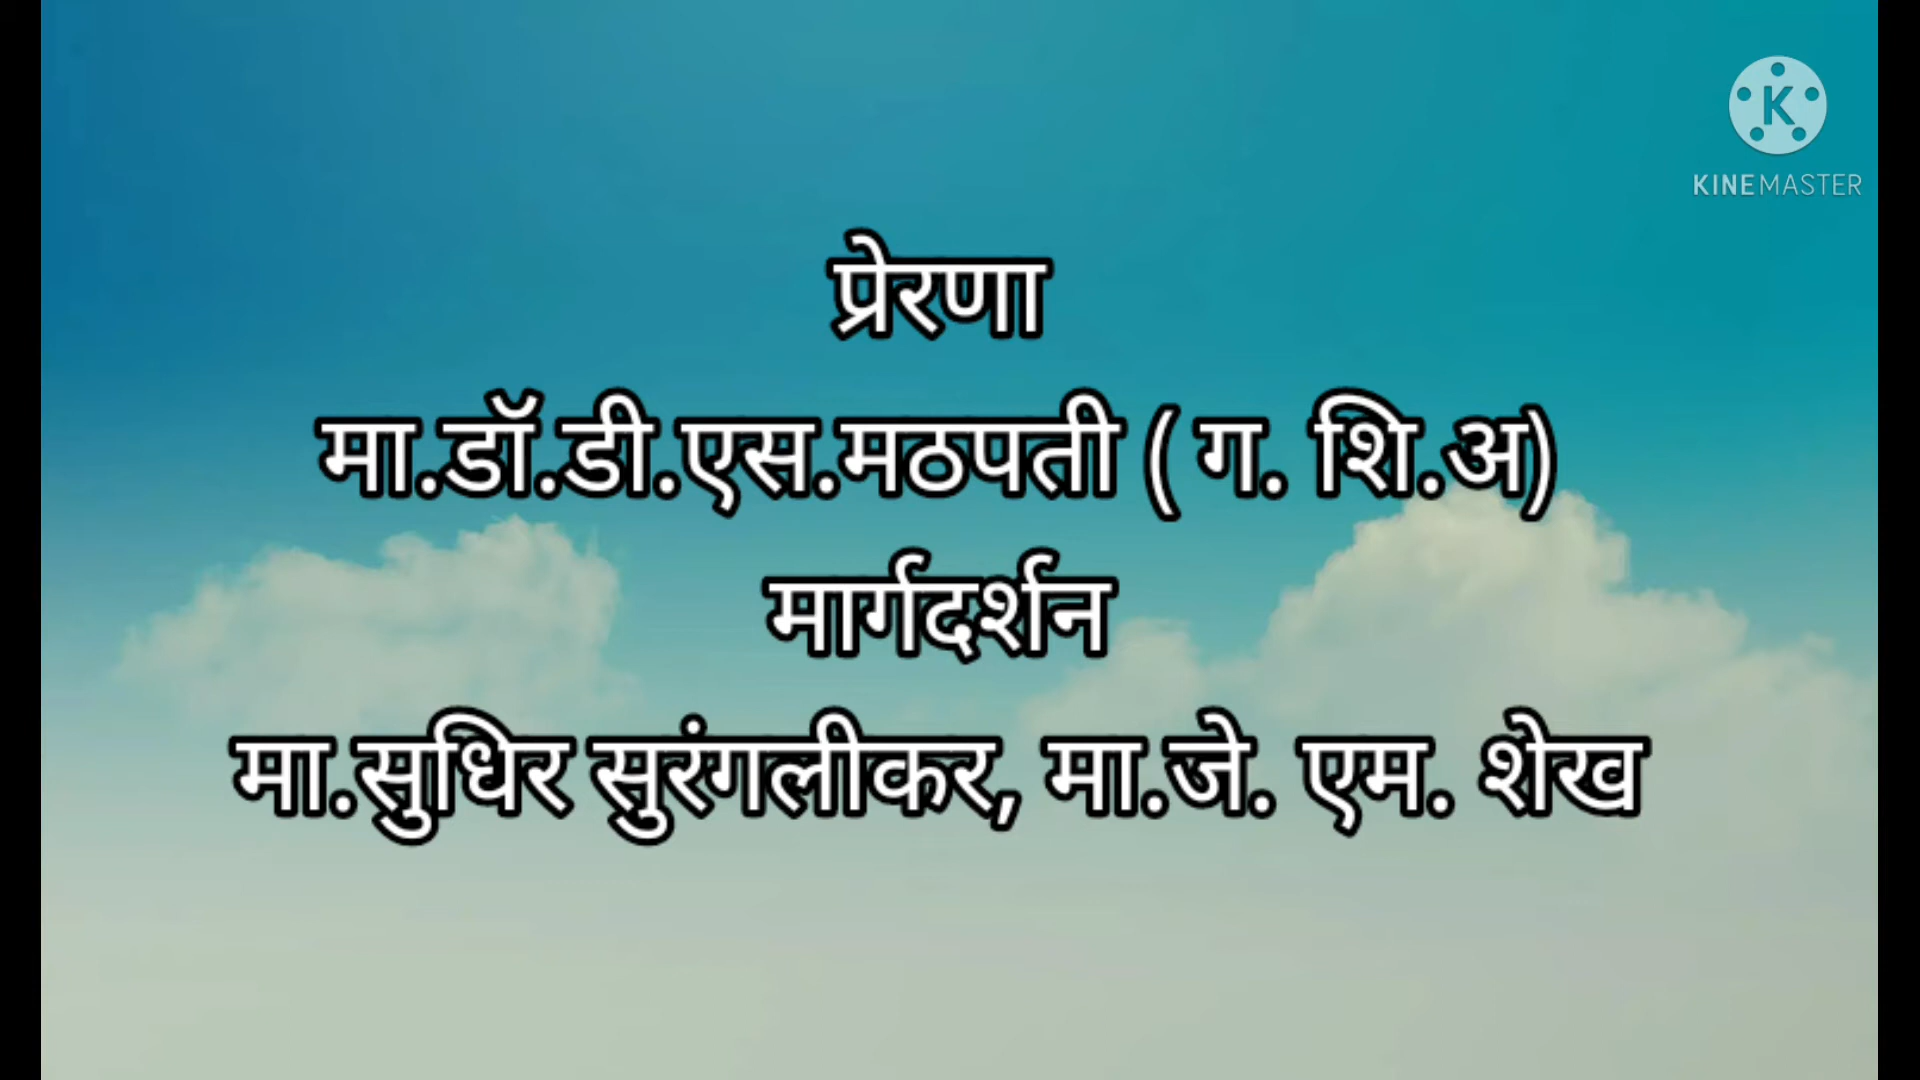 KINEMASTER
प्रेरणा
मा.डॉ.डी.एस.मठपती ( ग. शि.अ)
मार्गदर्शन
मा.सुधिर सुरंगलीकर, मा.जे. एम. शेख